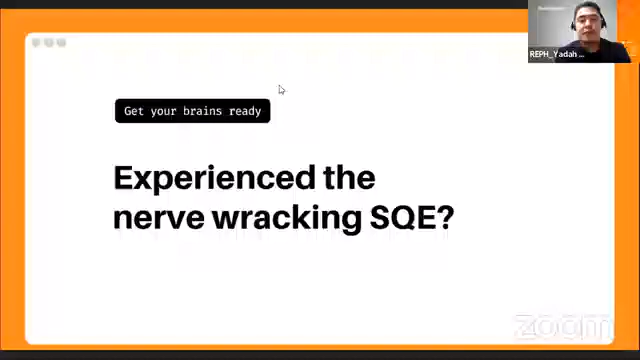 REPH_Yadah ...
Get your brains ready
Experienced the
nerve wracking SQE?
zoom